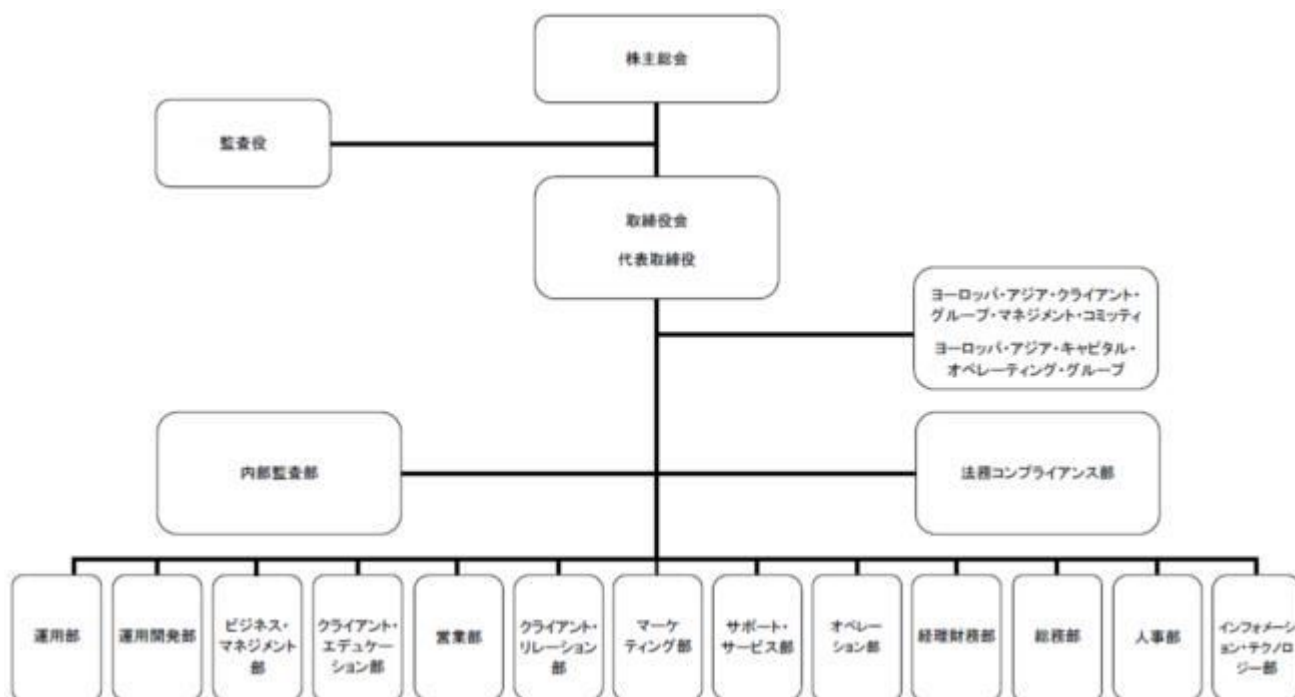 株主総会
監査役
取締役会
代表取締役
ヨーロッパ・アジア・クライアント・
グループ・マネジメント・コミッティ
ヨーロッパ・アジア・キャピタル・
オペレーティング・グループ
内部監査部
法務コンプライアンス部
運用部
運用開発部
ビジネス・
マネジメント
部
クライアント・
エデュケー
ション部
営業部
クライアント・
リレーション
部
マーケ
ティング部
サポート・
サービス部
オペレー
ション部
経理財務部
総務部
人事部
インフォメーシ
ョン・テクノロ
ジー部